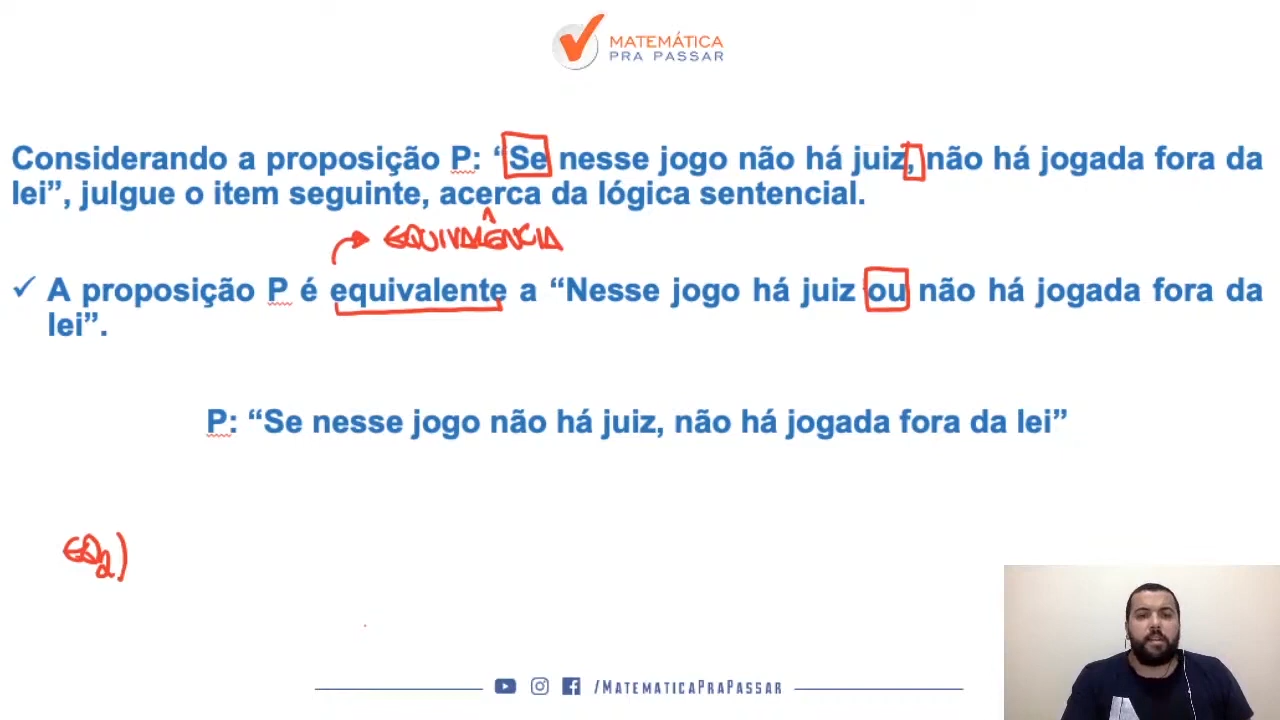 MATEMÁTICA
PRA PASSAR
Considerando a proposição P: “Se nesse jogo não há juiz, não há jogada fora da
lei”, julgue o item seguinte, acerca da lógica sentencial.
EQUIVALÊNCIA
✓ A proposição P é equivalente a “Nesse jogo há juiz ou não há jogada fora da
lei”.
P: “Se nesse jogo não há juiz, não há jogada fora da lei”
EQ2)
/MATEMATICAPRAPASSAR